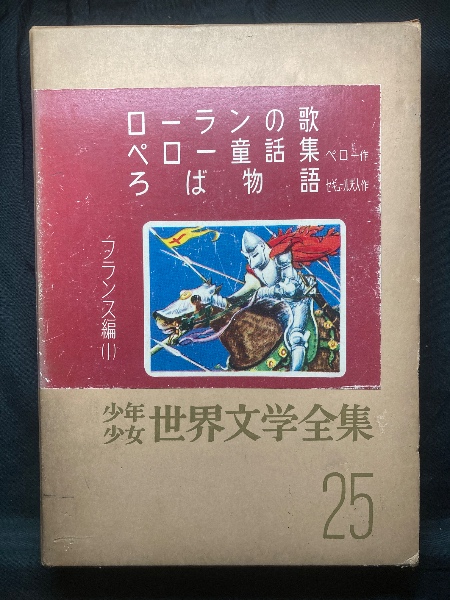 ローランの歌
ペロー童話集 ペロー作
ろば物語 セギュール夫人作
フランス編(1)
少年少女 世界文学全集
25